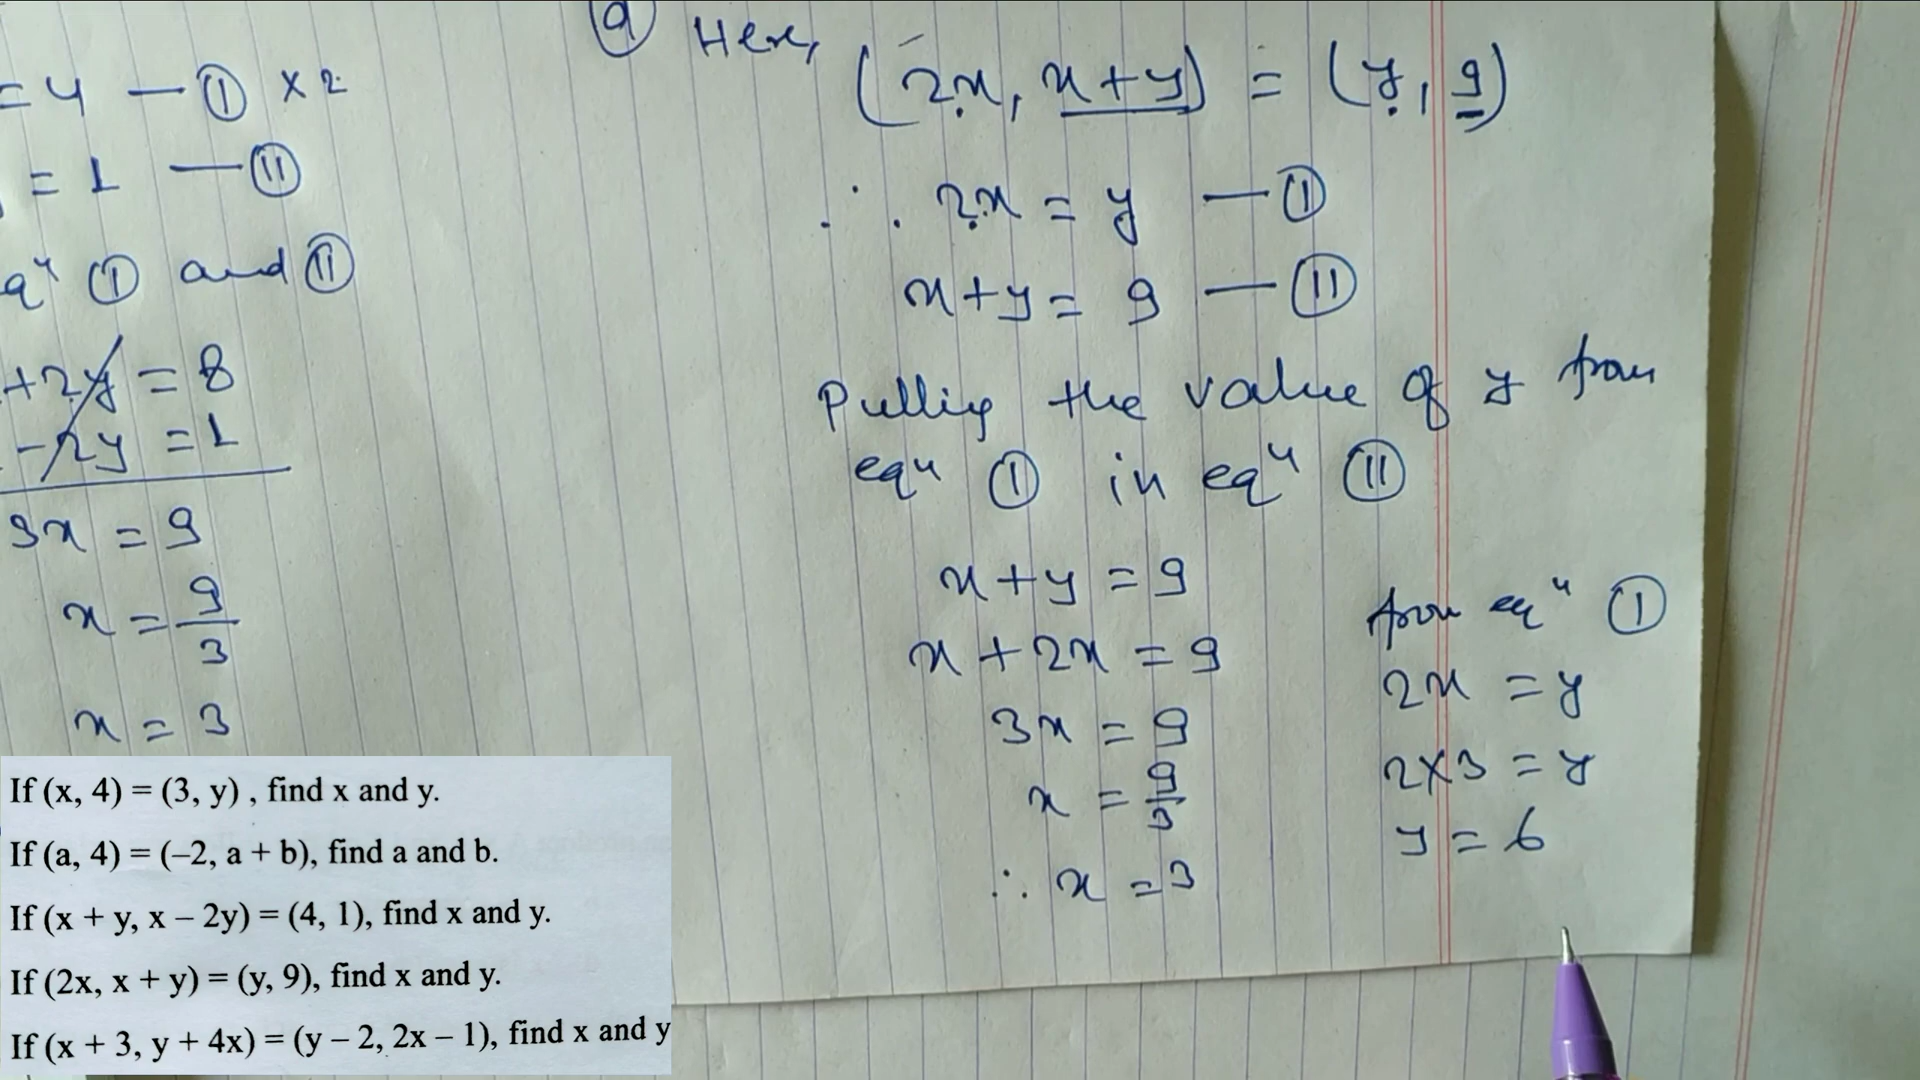 = 4 — I × 2
= 1 — II
I and II
+ 2y = 8
- 2y = 1
3x = 9
x = 9/3
x = 3
9 Here,
(2x, x+y) = (y, 9)
∴ 2x = y — I
x+y = 9 — II
Putting the value of y from
eqn I in eqn II
x+y = 9
x + 2x = 9
3x = 9
x = 9/3
∴ x = 3
from eqn I
2x = y
2×3 = y
y = 6
If (x, 4) = (3, y) , find x and y.
If (a, 4) = (–2, a + b), find a and b.
If (x + y, x – 2y) = (4, 1), find x and y.
If (2x, x + y) = (y, 9), find x and y.
If (x + 3, y + 4x) = (y – 2, 2x – 1), find x and y